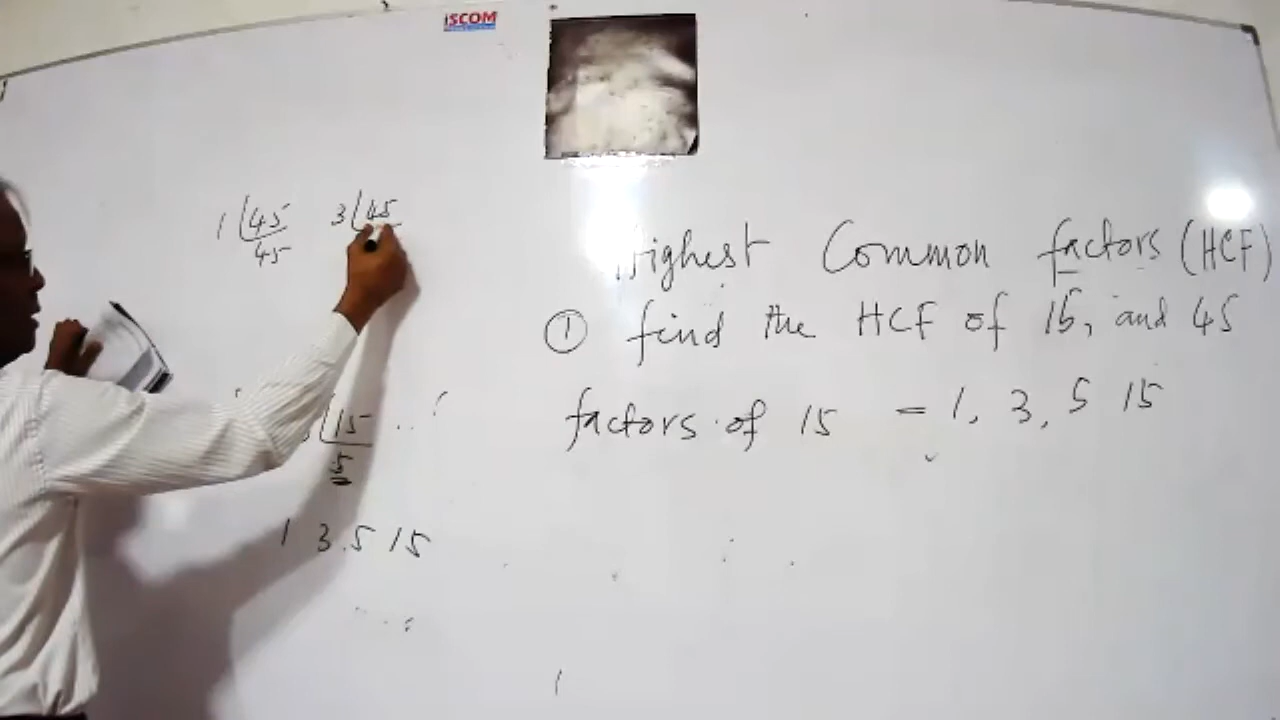 ISCOM
1 45 3 45
45
Highest Common factors (HCF)
① find the HCF of 15, and 45
factors of 15 = 1, 3, 5 15
15
5
1 3.5 15